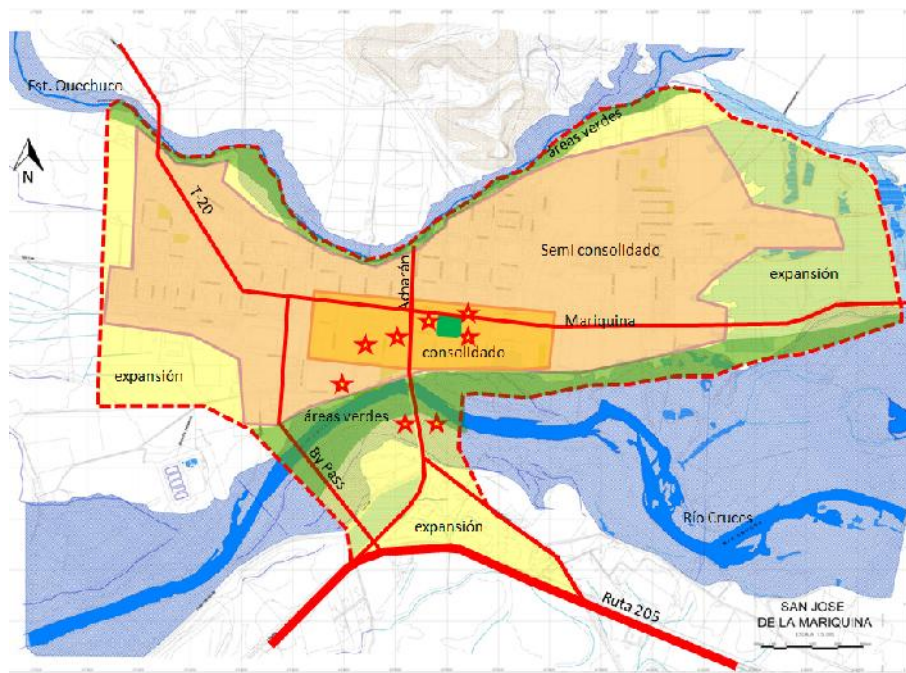 Est. Quechuco
áreas verdes
N
T-20
Semi consolidado
Acharán
expansión
Mariquina
consolidado
expansión
áreas verdes
By Pass
Río Cruces
expansión
Ruta 205
SAN JOSE
DE LA MARIQUINA